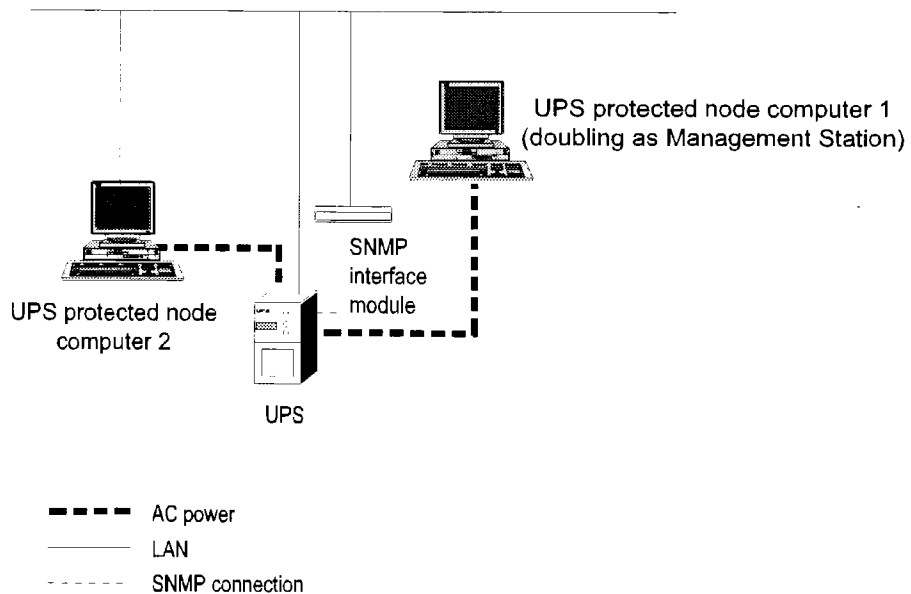 UPS protected node computer 1
(doubling as Management Station)
SNMP
interface
module
UPS protected node
computer 2
UPS
UPS
AC power
LAN
SNMP connection